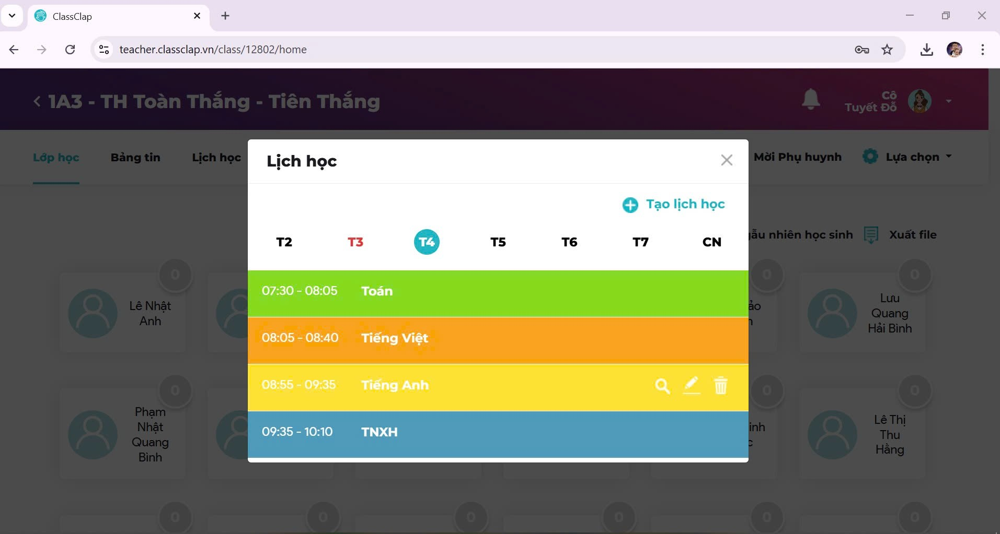 ClassClap
teacher.classclap.vn/class/12802/home
1A3 - TH Toàn Thắng - Tiên Thắng
Cô
Tuyết Đỗ
Lớp học
Bảng tin
Lịch học
Mời Phụ huynh
Lựa chọn
Lịch học
Tạo lịch học
T2 T3 T4 T5 T6 T7 CN
07:30 - 08:05 Toán
08:05 - 08:40 Tiếng Việt
08:55 - 09:35 Tiếng Anh
09:35 - 10:10 TNXH
nhiên học sinh
Xuất file
0 0 0
Lê Nhật
Anh
Lưu
Quang
Hải Bình
0 0 0
Phạm
Nhật
Quang
Bình
Lê Thị
Thu
Hằng
0 0 0 0 0 0